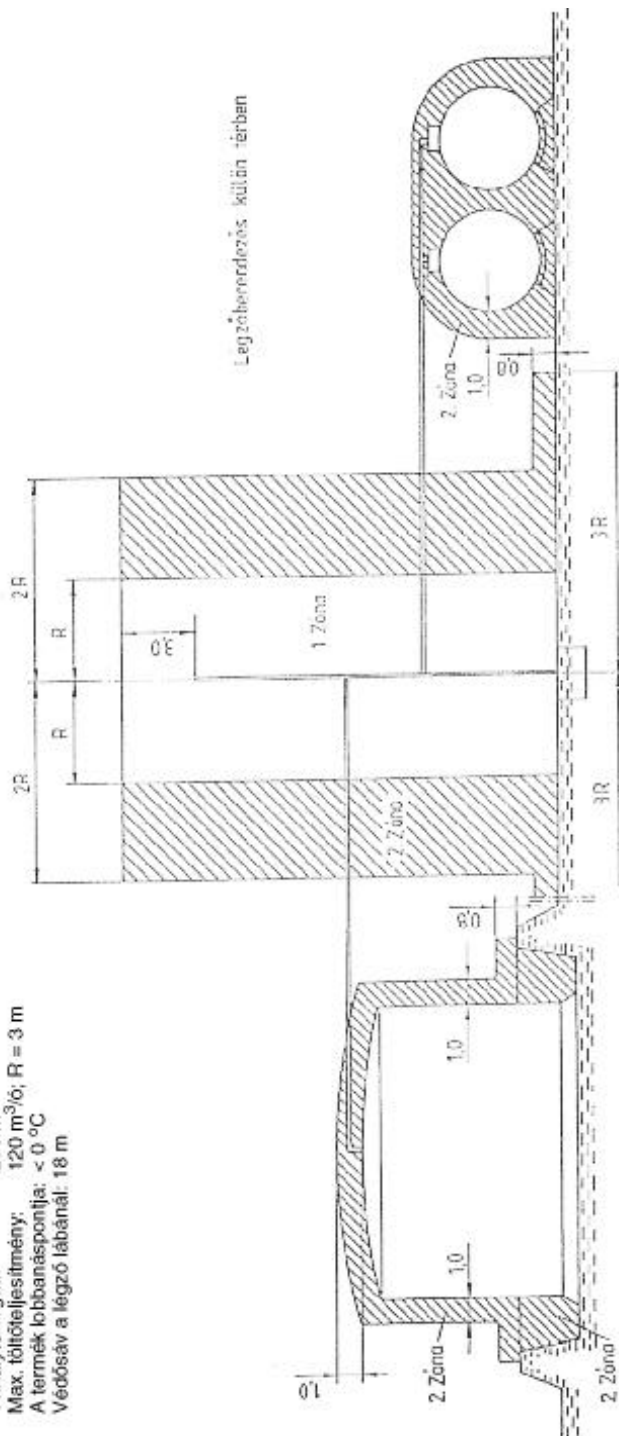 Max. töltőteljesítmény: 120 m³/ó; R = 3 m
A termék lobbanáspontja: < 0 °C
Védősáv a légző lábánál: 18 m
Legzőberendezés külön térben
2R
2R
R
R
3,0
1 Zóna
2. Zóna
2. Zóna
1,0
0,8
3R
3R
0,8
1,0
1,0
1,0
2. Zóna
2. Zóna